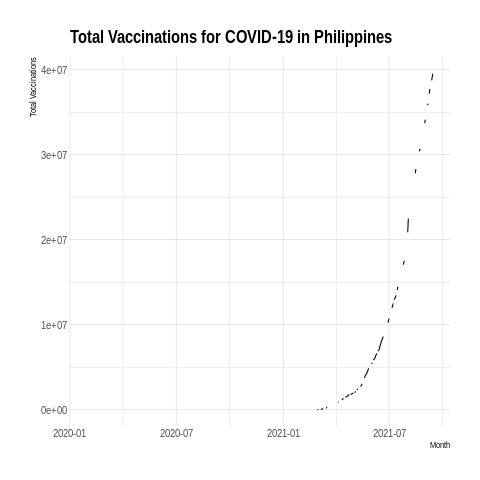 Total Vaccinations for COVID-19 in Philippines
Total Vaccinations
4e+07
3e+07
2e+07
1e+07
0e+00
2020-01 2020-07 2021-01 2021-07
Month